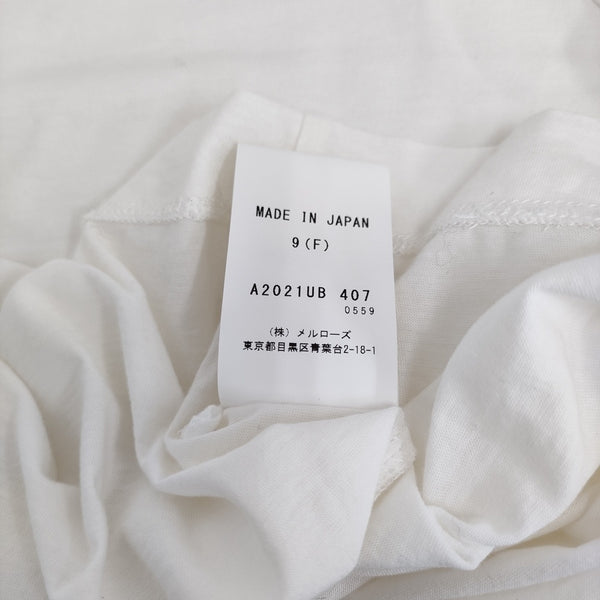 MADE IN JAPAN
9(F)
A2021UB 407
0559
(株) メルローズ
東京都目黒区青葉台2-18-1